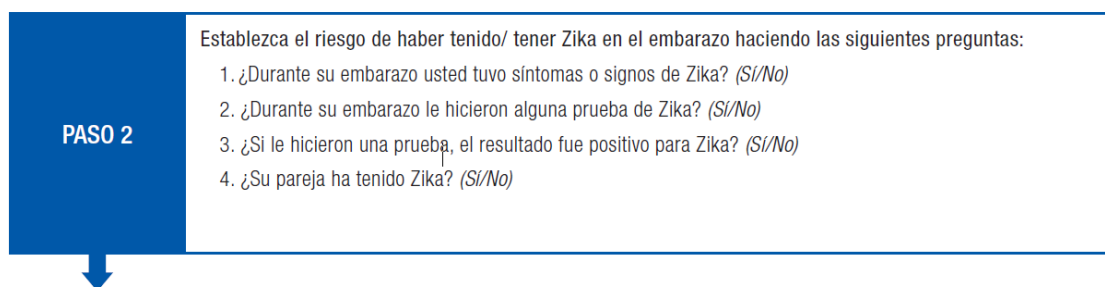 PASO 2
Establezca el riesgo de haber tenido/ tener Zika en el embarazo haciendo las siguientes preguntas:
1. ¿Durante su embarazo usted tuvo síntomas o signos de Zika? (Sí/No)
2. ¿Durante su embarazo le hicieron alguna prueba de Zika? (Sí/No)
3. ¿Si le hicieron una prueba, el resultado fue positivo para Zika? (Sí/No)
4. ¿Su pareja ha tenido Zika? (Sí/No)